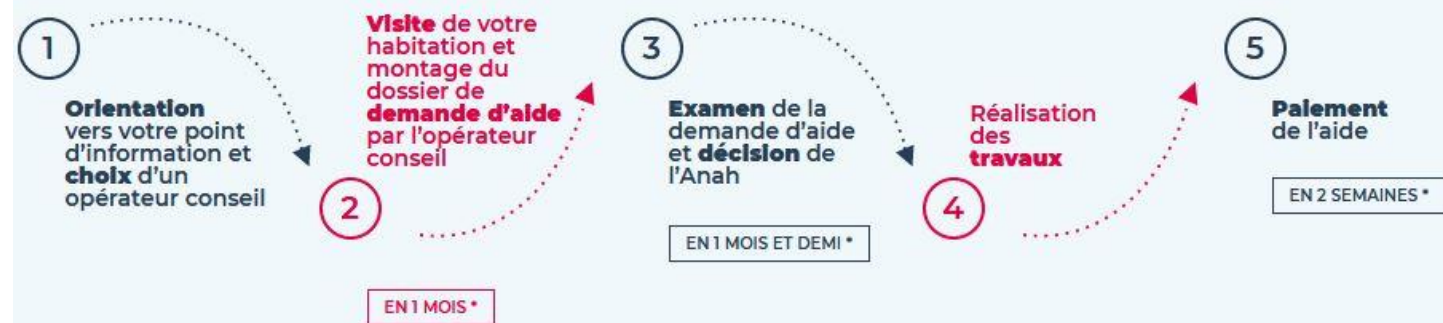 1
Orientation
vers votre point
d'information et
choix d'un
opérateur conseil
2
Visite de votre
habitation et
montage du
dossier de
demande d'aide
par l'opérateur
conseil
EN 1 MOIS *
3
Examen de la
demande d'aide
et décision de
l'Anah
EN 1 MOIS ET DEMI *
4
Réalisation
des
travaux
5
Paiement
de l'aide
EN 2 SEMAINES *